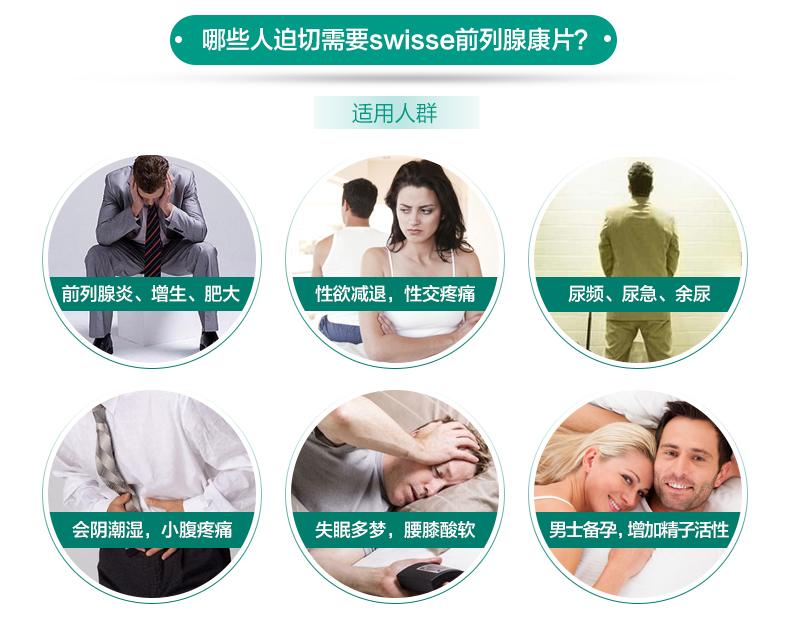 哪些人迫切需要swisse前列腺康片？
适用人群
前列腺炎、增生、肥大
性欲减退，性交疼痛
尿频、尿急、余尿
会阴潮湿，小腹疼痛
失眠多梦，腰膝酸软
男士备孕，增加精子活性